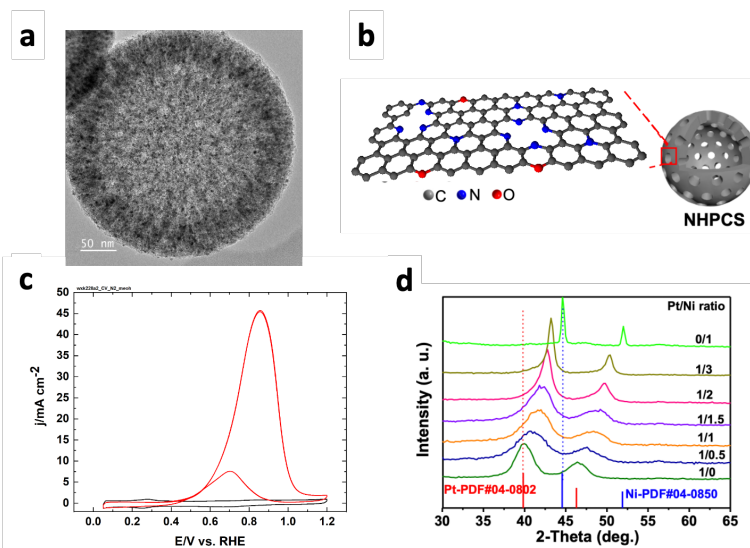 a
50 nm
b
C N O
NHPCS
c
wxk228a2_CV_N2_meoh
50
45
40
35
30
25
20
15
10
5
0
j/mA cm-2
0.0 0.2 0.4 0.6 0.8 1.0 1.2
E/V vs. RHE
d
Pt/Ni ratio
0/1
1/3
1/2
1/1.5
1/1
1/0.5
1/0
Intensity (a. u.)
Pt-PDF#04-0802
Ni-PDF#04-0850
30 35 40 45 50 55 60 65
2-Theta (deg.)